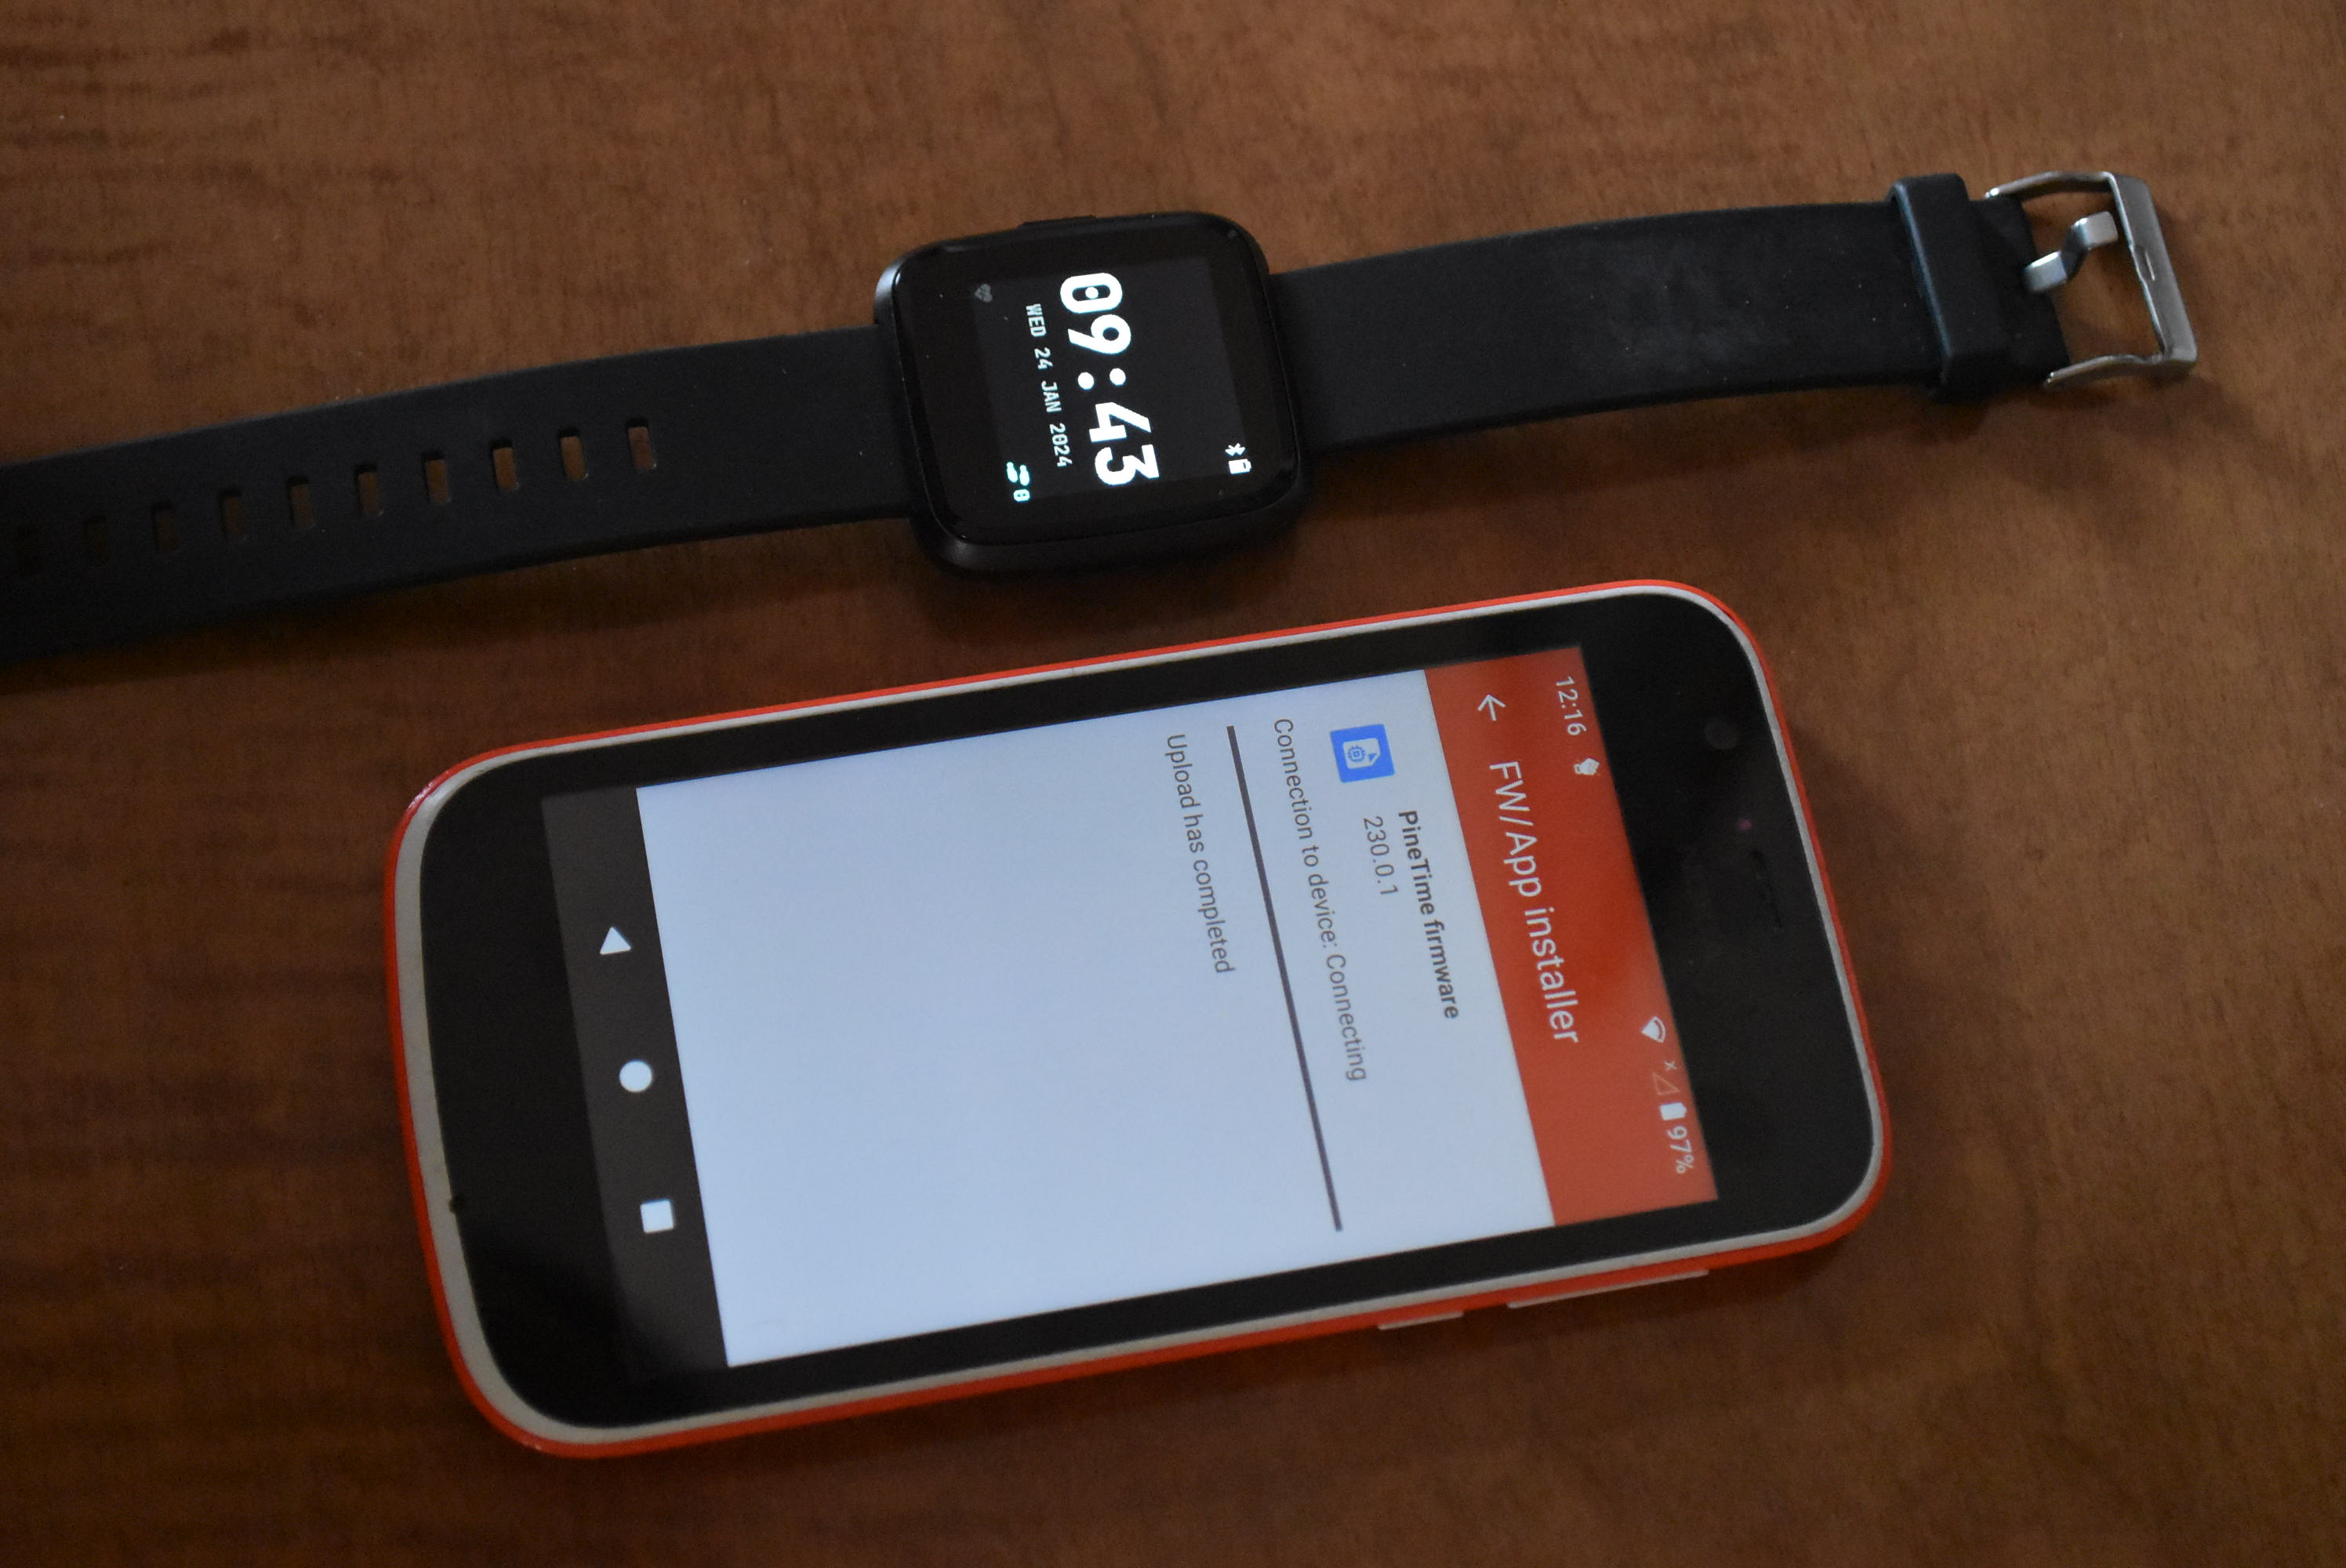 09:43
WED 24 JAN 2024
0
12:16
97%
FW/App installer
PineTime firmware
230.0.1
Connection to device: Connecting
Upload has completed